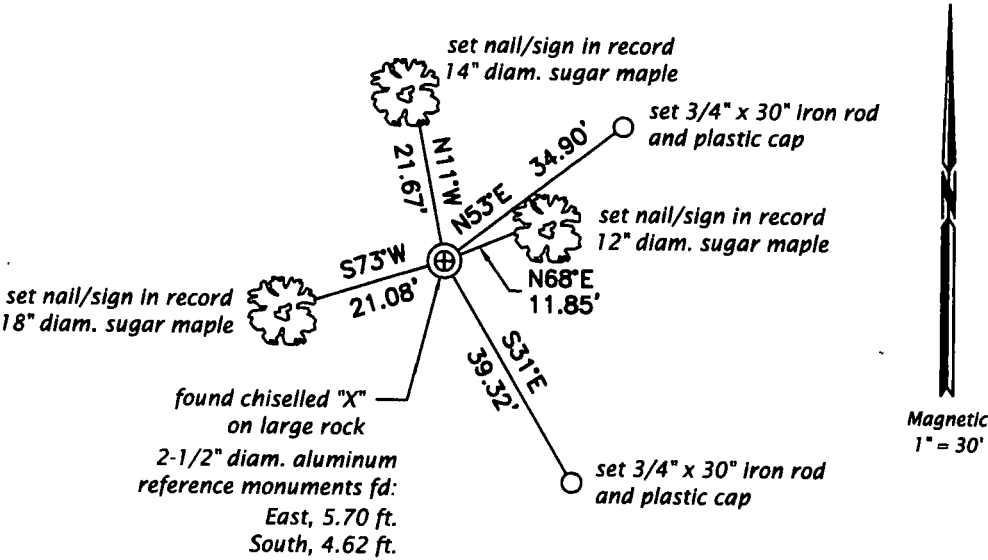 set nail/sign in record
14" diam. sugar maple
set 3/4" x 30" iron rod
and plastic cap
N11°W
21.67'
N53°E
34.90'
set nail/sign in record
12" diam. sugar maple
N68°E
11.85'
S73°W
21.08'
set nail/sign in record
18" diam. sugar maple
S31°E
39.32'
found chiselled "X"
on large rock
2-1/2" diam. aluminum
reference monuments fd:
East, 5.70 ft.
South, 4.62 ft.
set 3/4" x 30" iron rod
and plastic cap
N
Magnetic
1" = 30'